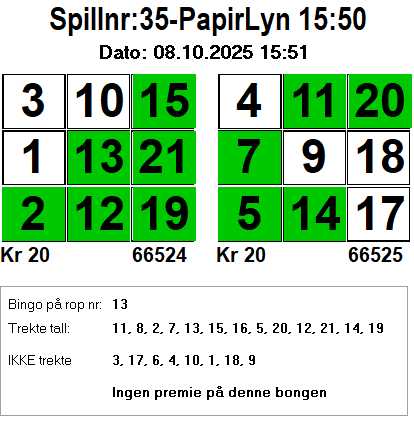 Spillnr:35-PapirLyn 15:50
Dato: 08.10.2025 15:51
3 10 15 4 11 20
1 13 21 7 9 18
2 12 19 5 14 17
Kr 20 66524 Kr 20 66525
Bingo på rop nr: 13
Trekte tall: 11, 8, 2, 7, 13, 15, 16, 5, 20, 12, 21, 14, 19
IKKE trekte 3, 17, 6, 4, 10, 1, 18, 9
Ingen premie på denne bongen